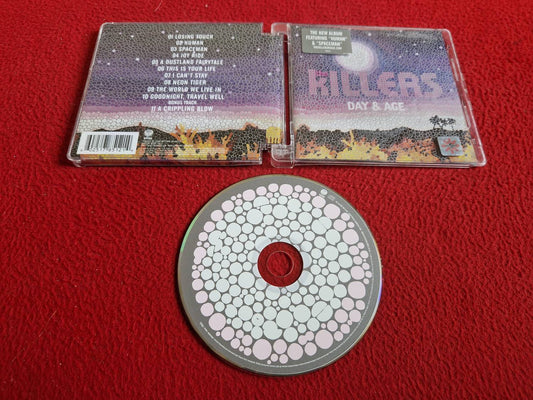 01 LOSING TOUCH
02 HUMAN
03 SPACEMAN
04 JOY RIDE
05 A DUSTLAND FAIRYTALE
06 THIS IS YOUR LIFE
07 I CAN'T STAY
08 NEON TIGER
09 THE WORLD WE LIVE IN
10 GOODNIGHT, TRAVEL WELL
BONUS TRACK
11 A CRIPPLING BLOW
THE NEW ALBUM
FEATURING "HUMAN"
& "SPACEMAN"
KILLERS
DAY & AGE